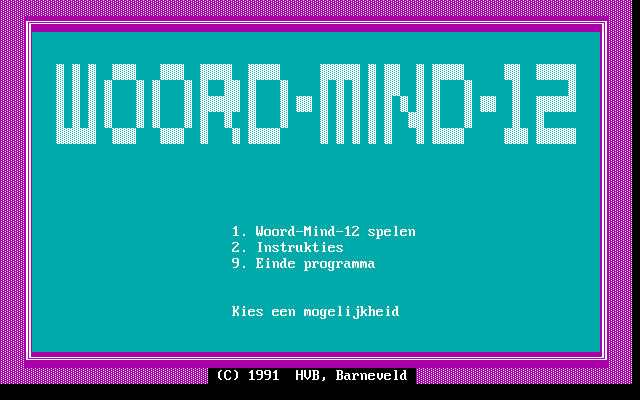 WOORD-MIND-12
1. Woord-Mind-12 spelen
2. Instrukties
9. Einde programma
Kies een mogelijkheid
(C) 1991  HVB, Barneveld